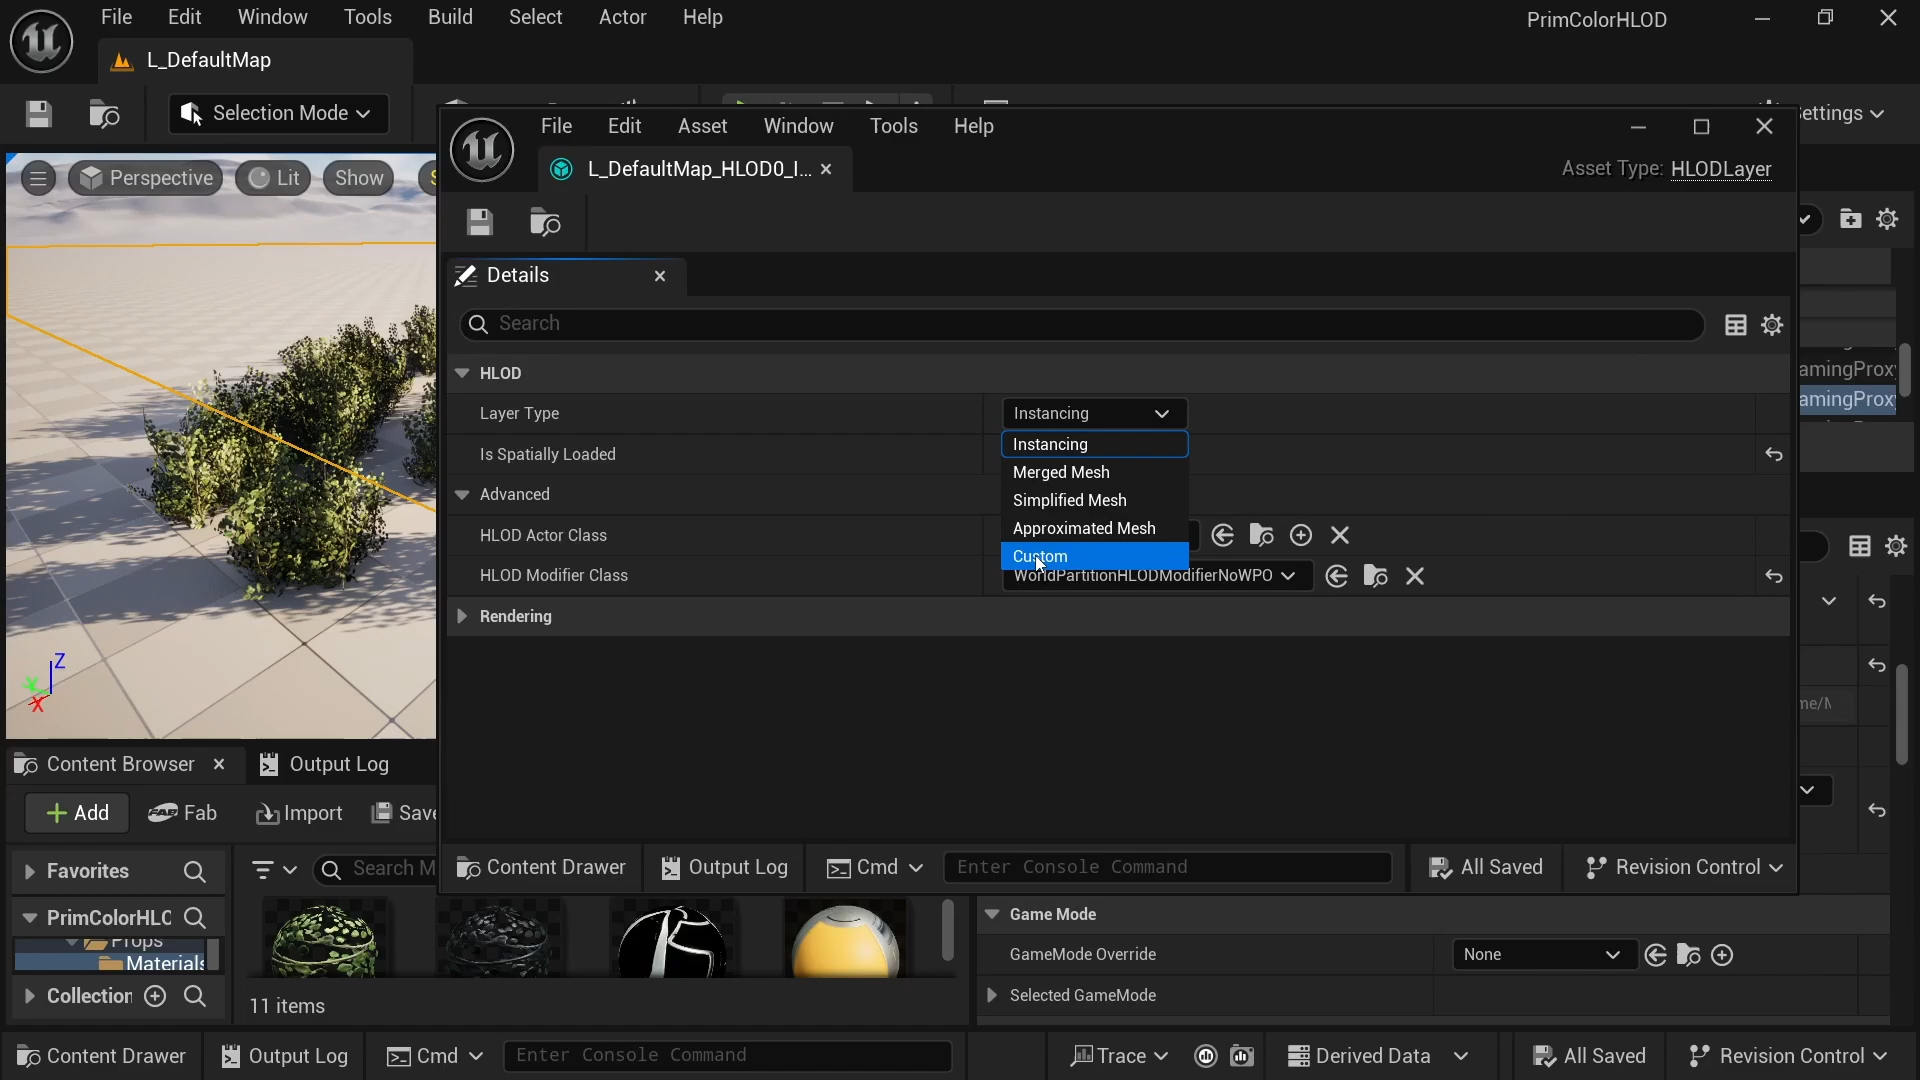 File Edit Window Tools Build Select Actor Help
PrimColorHLOD
L_DefaultMap
Selection Mode
ettings
File Edit Asset Window Tools Help
L_DefaultMap_HLOD0_I...
Asset Type: HLODLayer
Perspective Lit Show
Details
Search
HLOD
Layer Type
Instancing
Instancing
Is Spatially Loaded
Merged Mesh
Advanced
Simplified Mesh
HLOD Actor Class
Approximated Mesh
Custom
HLOD Modifier Class
WorldPartitionHLODModifierNoWPO
Rendering
amingProxy
amingProxy
Z
Y
X
me/M
Content Browser
Output Log
Add Fab Import Save
Favorites
Search M
Content Drawer Output Log Cmd Enter Console Command All Saved Revision Control
PrimColorHLC
Props
Materials
Collection
11 items
Game Mode
GameMode Override
None
Selected GameMode
Content Drawer Output Log Cmd Enter Console Command Trace Derived Data All Saved Revision Control